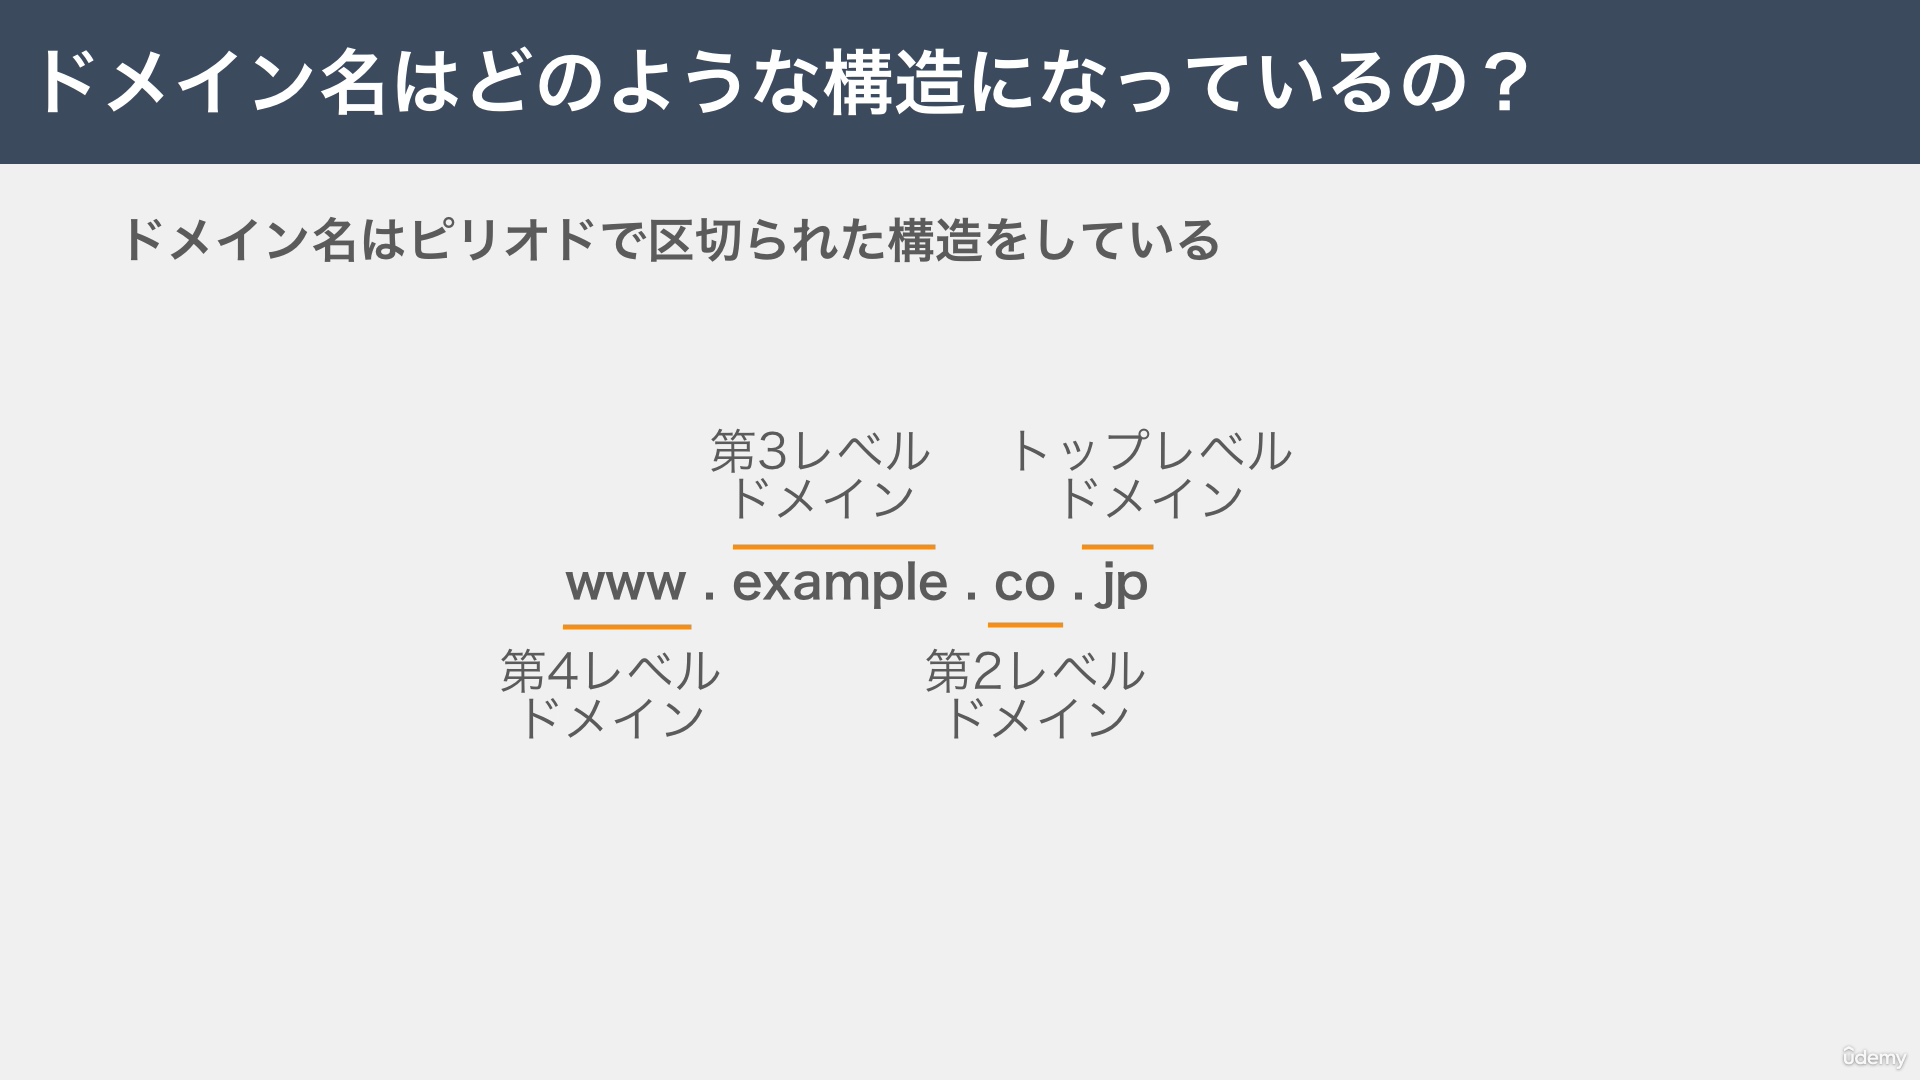 ドメイン名はどのような構造になっているの？
ドメイン名はピリオドで区切られた構造をしている
第3レベル
ドメイン
トップレベル
ドメイン
www . example . co . jp
第4レベル
ドメイン
第2レベル
ドメイン
ûdemy